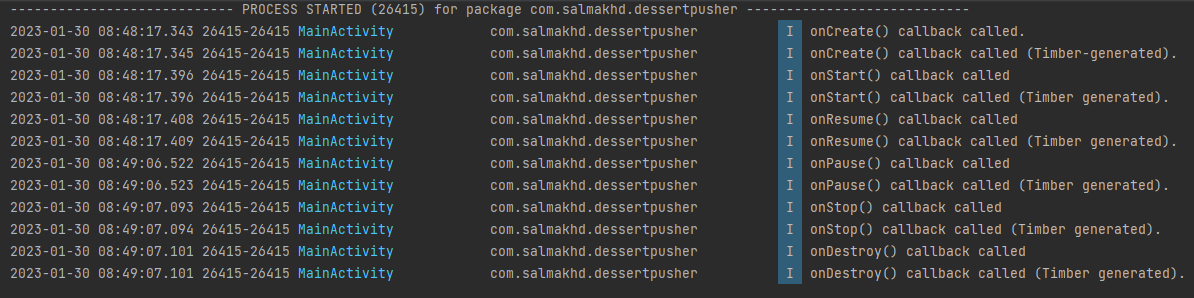 ---------------------------- PROCESS STARTED (26415) for package com.salmakhd.dessertpusher ----------------------------
2023-01-30 08:48:17.343 26415-26415 MainActivity com.salmakhd.dessertpusher I onCreate() callback called.
2023-01-30 08:48:17.345 26415-26415 MainActivity com.salmakhd.dessertpusher I onCreate() callback called (Timber-generated).
2023-01-30 08:48:17.396 26415-26415 MainActivity com.salmakhd.dessertpusher I onStart() callback called
2023-01-30 08:48:17.396 26415-26415 MainActivity com.salmakhd.dessertpusher I onStart() callback called (Timber generated).
2023-01-30 08:48:17.408 26415-26415 MainActivity com.salmakhd.dessertpusher I onResume() callback called
2023-01-30 08:48:17.409 26415-26415 MainActivity com.salmakhd.dessertpusher I onResume() callback called (Timber generated).
2023-01-30 08:49:06.522 26415-26415 MainActivity com.salmakhd.dessertpusher I onPause() callback called
2023-01-30 08:49:06.523 26415-26415 MainActivity com.salmakhd.dessertpusher I onPause() callback called (Timber generated).
2023-01-30 08:49:07.093 26415-26415 MainActivity com.salmakhd.dessertpusher I onStop() callback called
2023-01-30 08:49:07.094 26415-26415 MainActivity com.salmakhd.dessertpusher I onStop() callback called (Timber generated).
2023-01-30 08:49:07.101 26415-26415 MainActivity com.salmakhd.dessertpusher I onDestroy() callback called
2023-01-30 08:49:07.101 26415-26415 MainActivity com.salmakhd.dessertpusher I onDestroy() callback called (Timber generated).